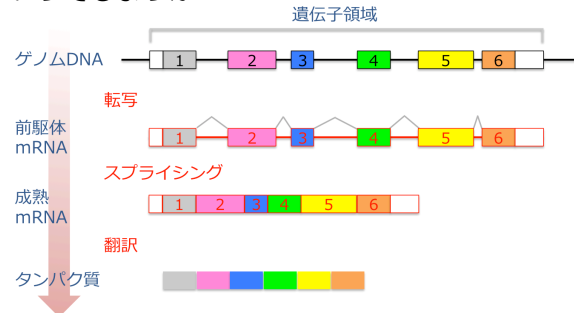 遺伝子領域
ゲノムDNA
1 2 3 4 5 6
転写
前駆体
mRNA
1 2 3 4 5 6
スプライシング
成熟
mRNA
1 2 3 4 5 6
翻訳
タンパク質